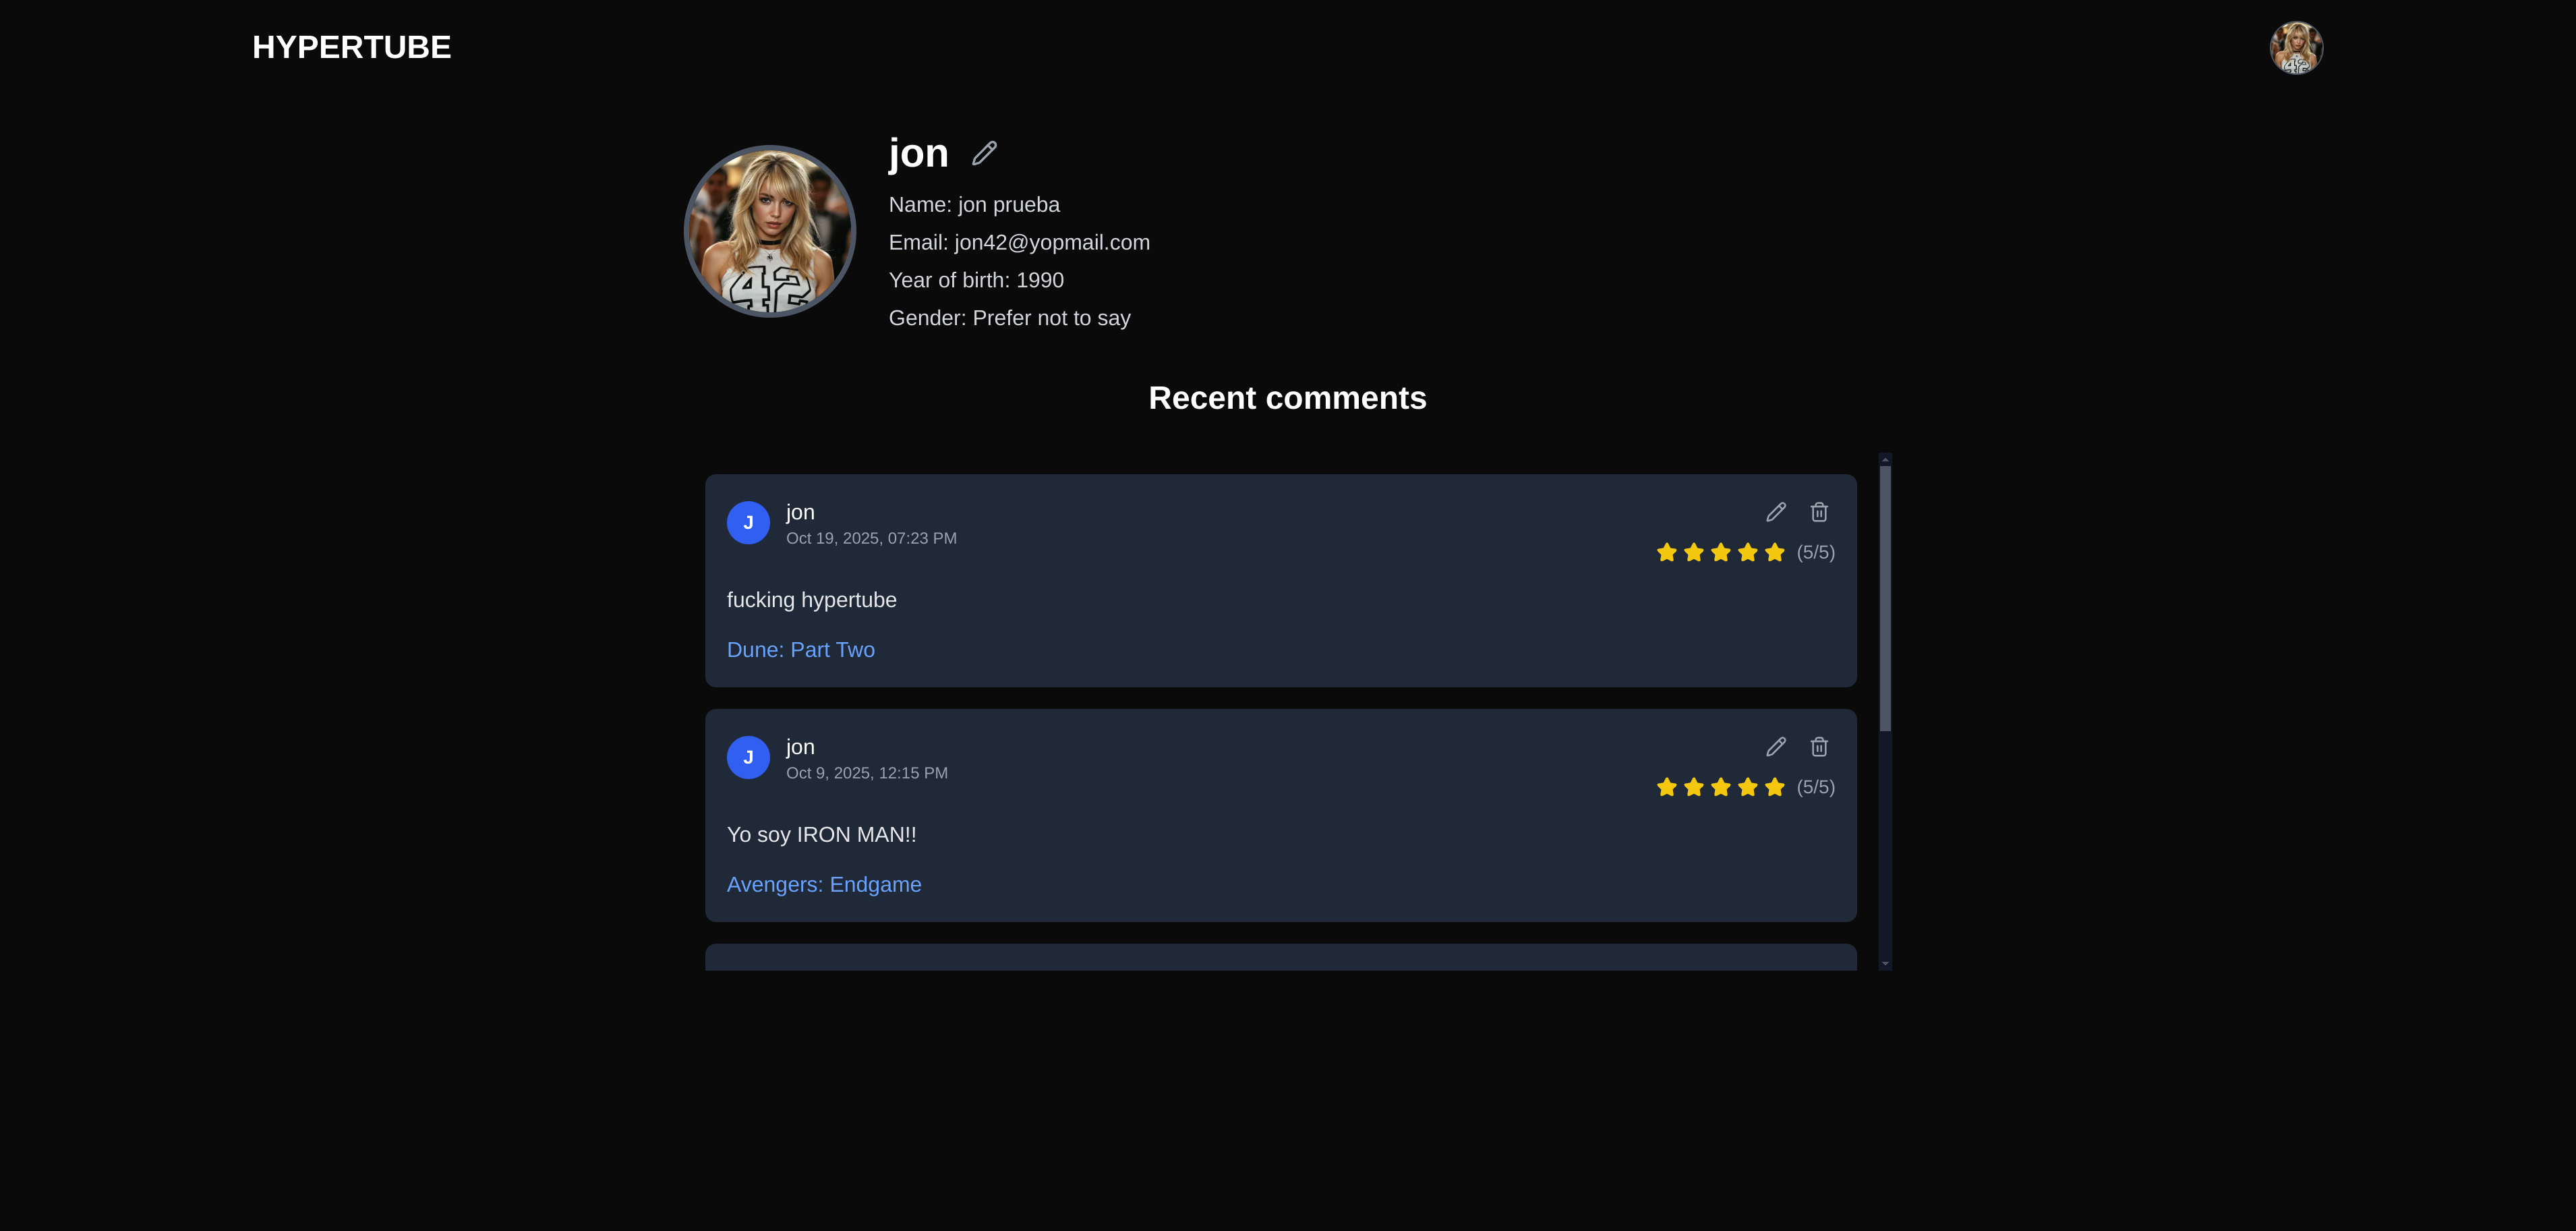 HYPERTUBE
42
42
jon
Name: jon prueba
Email: jon42@yopmail.com
Year of birth: 1990
Gender: Prefer not to say
Recent comments
J
jon
Oct 19, 2025, 07:23 PM
(5/5)
fucking hypertube
Dune: Part Two
J
jon
Oct 9, 2025, 12:15 PM
(5/5)
Yo soy IRON MAN!!
Avengers: Endgame